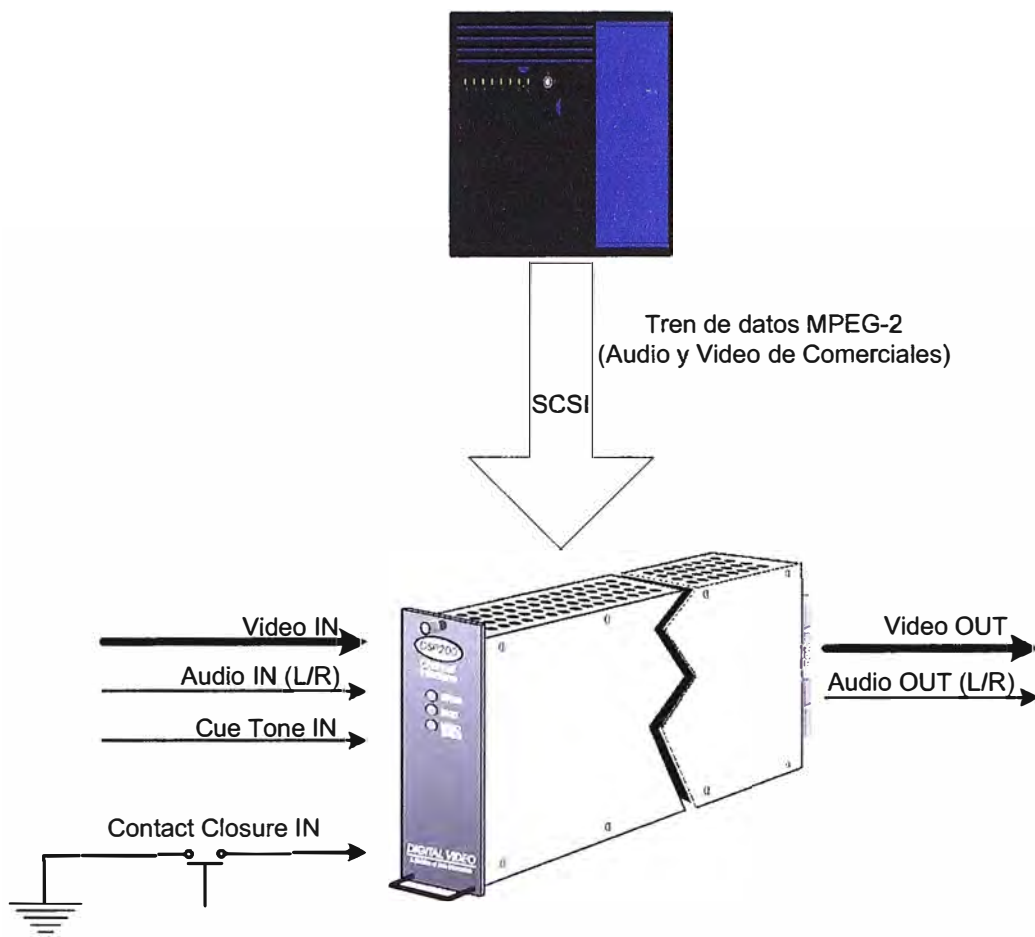 Tren de datos MPEG-2
(Audio y Video de Comerciales)
SCSI
Video IN
Audio IN (L/R)
Cue Tone IN
Contact Closure IN
DSP200
DIGITAL VIDEO
Video OUT
Audio OUT (L/R)